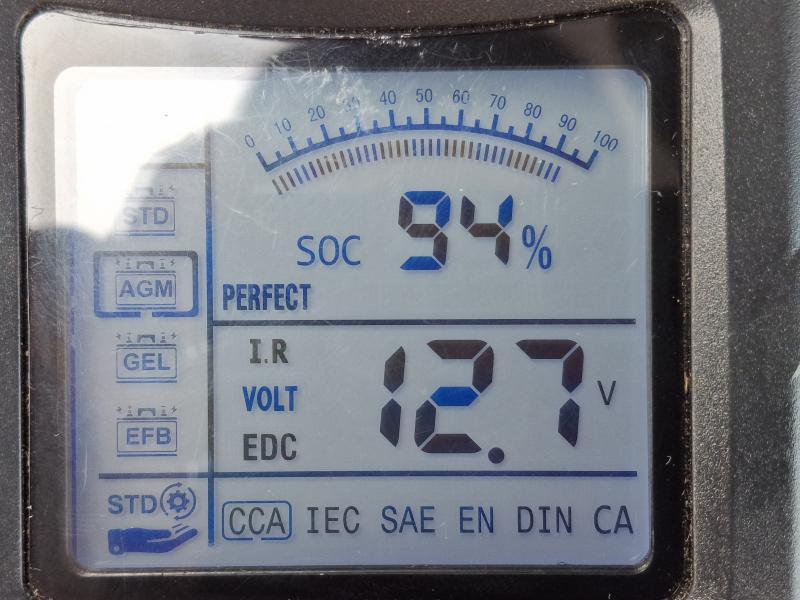 0 10 20 30 40 50 60 70 80 90 100
STD
SOC 94%
AGM
PERFECT
I.R
GEL
VOLT 12.7 V
EFB
EDC
STD
CCA IEC SAE EN DIN CA